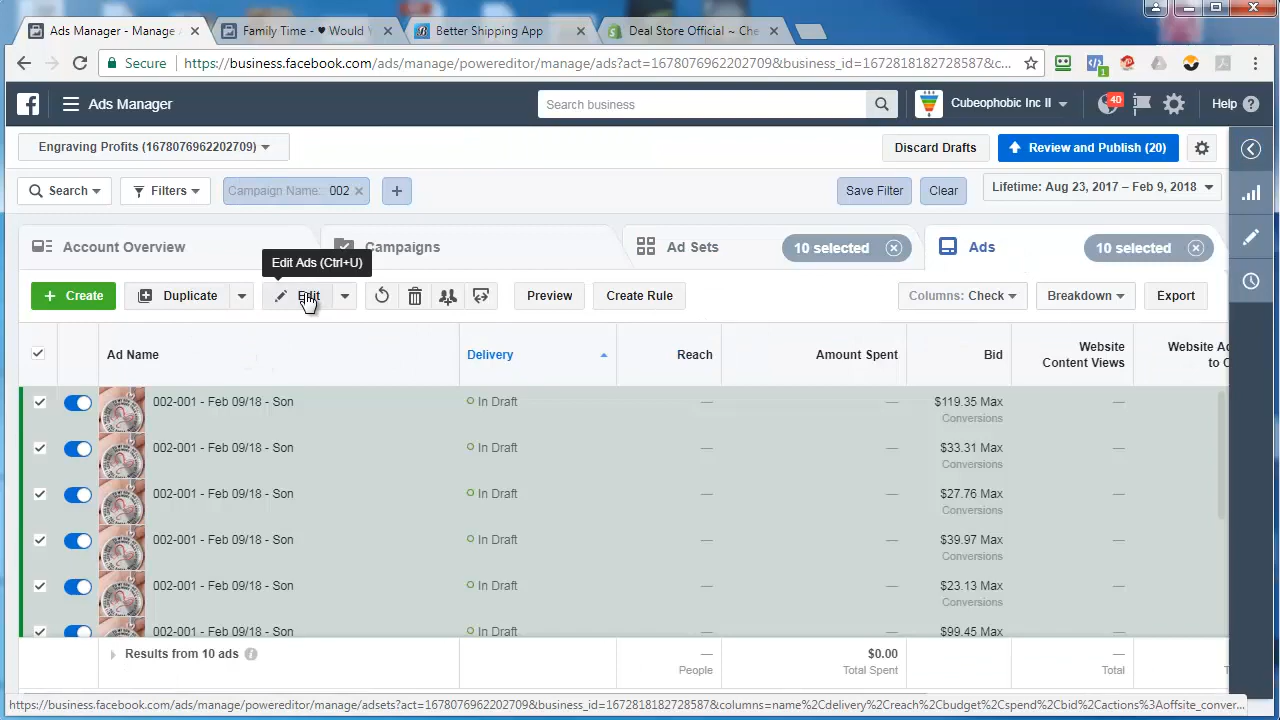 Ads Manager - Manage
Family Time - ♥ Would
Better Shipping App
Deal Store Official ~ Che
Secure
https://business.facebook.com/ads/manage/powereditor/manage/ads?act=1678076962202709&business_id=1672818182728587&c...
1
Ads Manager
Search business
Cubeophobic Inc II
40
Help
Engraving Profits (1678076962202709)
Discard Drafts
Review and Publish (20)
Search
Filters
Campaign Name: 002
Save Filter
Clear
Lifetime: Aug 23, 2017 – Feb 9, 2018
Account Overview
Campaigns
Ad Sets
10 selected
Ads
10 selected
Edit Ads (Ctrl+U)
Create
Duplicate
Edit
Preview
Create Rule
Columns: Check
Breakdown
Export
Ad Name
Delivery
Reach
Amount Spent
Bid
Website
Content Views
Website Ad
to C
002-001 - Feb 09/18 - Son
In Draft
—
—
$119.35 Max
Conversions
—
002-001 - Feb 09/18 - Son
In Draft
—
—
$33.31 Max
Conversions
—
002-001 - Feb 09/18 - Son
In Draft
—
—
$27.76 Max
Conversions
—
002-001 - Feb 09/18 - Son
In Draft
—
—
$39.97 Max
Conversions
—
002-001 - Feb 09/18 - Son
In Draft
—
—
$23.13 Max
Conversions
—
002-001 - Feb 09/18 - Son
In Draft
—
—
$99.45 Max
—
Results from 10 ads
—
People
$0.00
Total Spent
—
Total
T
https://business.facebook.com/ads/manage/powereditor/manage/adsets?act=1678076962202709&business_id=1672818182728587&columns=name%2Cdelivery%2Creach%2Cbudget%2Cspend%2Cbid%2Cactions%3Aoffsite_conver...